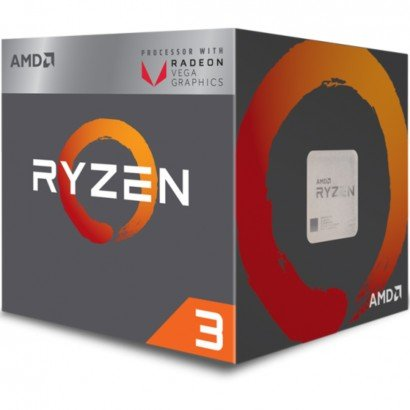 AMD
PROCESSOR WITH
RADEON
VEGA
GRAPHICS
RYZEN
3
AMD
RYZEN
AMD